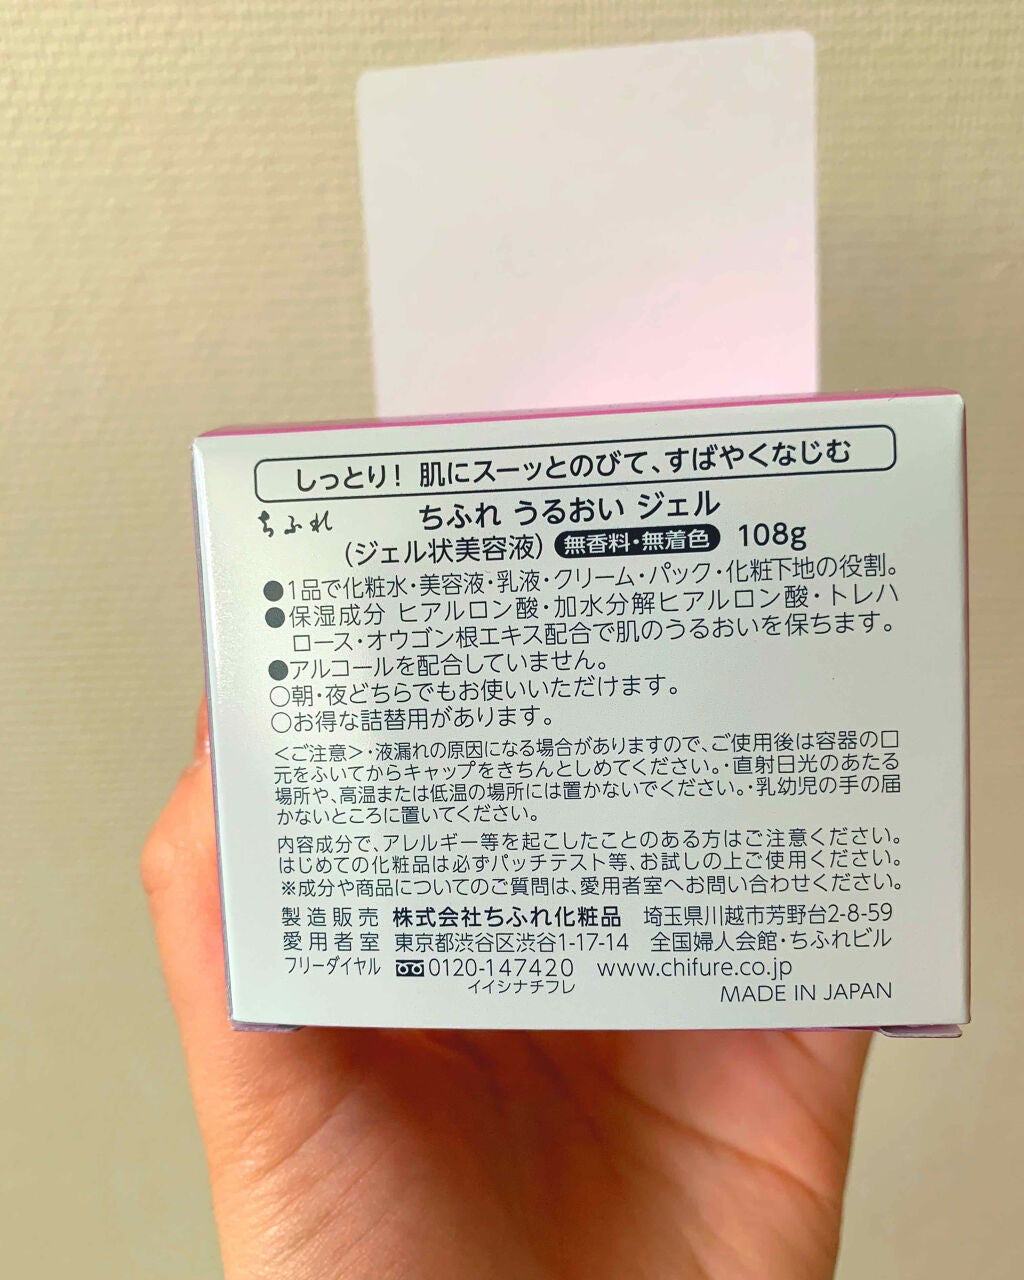 しっとり! 肌にスーッとのびて、すばやくなじむ
ちふれ ちふれ うるおい ジェル
(ジェル状美容液) 無香料・無着色 108g
●1品で化粧水・美容液・乳液・クリーム・パック・化粧下地の役割。
●保湿成分 ヒアルロン酸・加水分解ヒアルロン酸・トレハ
ロース・オウゴン根エキス配合で肌のうるおいを保ちます。
●アルコールを配合していません。
○朝・夜どちらでもお使いいただけます。
○お得な詰替用があります。
<ご注意>・液漏れの原因になる場合がありますので、ご使用後は容器の口
元をふいてからキャップをきちんとしめてください。・直射日光のあたる
場所や、高温または低温の場所には置かないでください。・乳幼児の手の届
かないところに置いてください。
内容成分で、アレルギー等を起こしたことのある方はご注意ください。
はじめての化粧品は必ずパッチテスト等、お試しの上ご使用ください。
※成分や商品についてのご質問は、愛用者室へお問い合わせください。
製造販売 株式会社ちふれ化粧品 埼玉県川越市芳野台2-8-59
愛用者室 東京都渋谷区渋谷1-17-14 全国婦人会館・ちふれビル
フリーダイヤル 0120-147420 www.chifure.co.jp
イイシナチフレ
MADE IN JAPAN